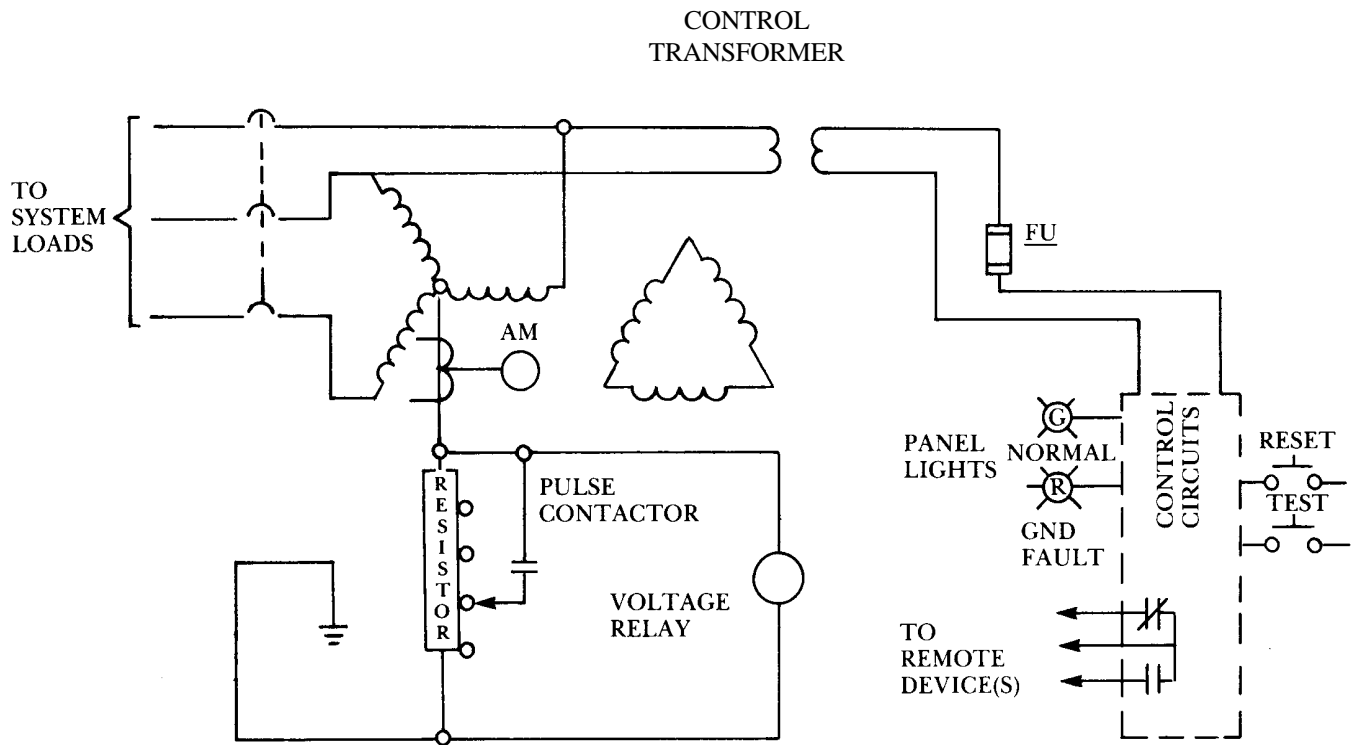 CONTROL
TRANSFORMER
TO
SYSTEM
LOADS
FU
AM
PANEL
LIGHTS
G
NORMAL
R
GND
FAULT
CONTROL
CIRCUITS
RESET
TEST
RESISTOR
PULSE
CONTACTOR
VOLTAGE
RELAY
TO
REMOTE
DEVICE(S)